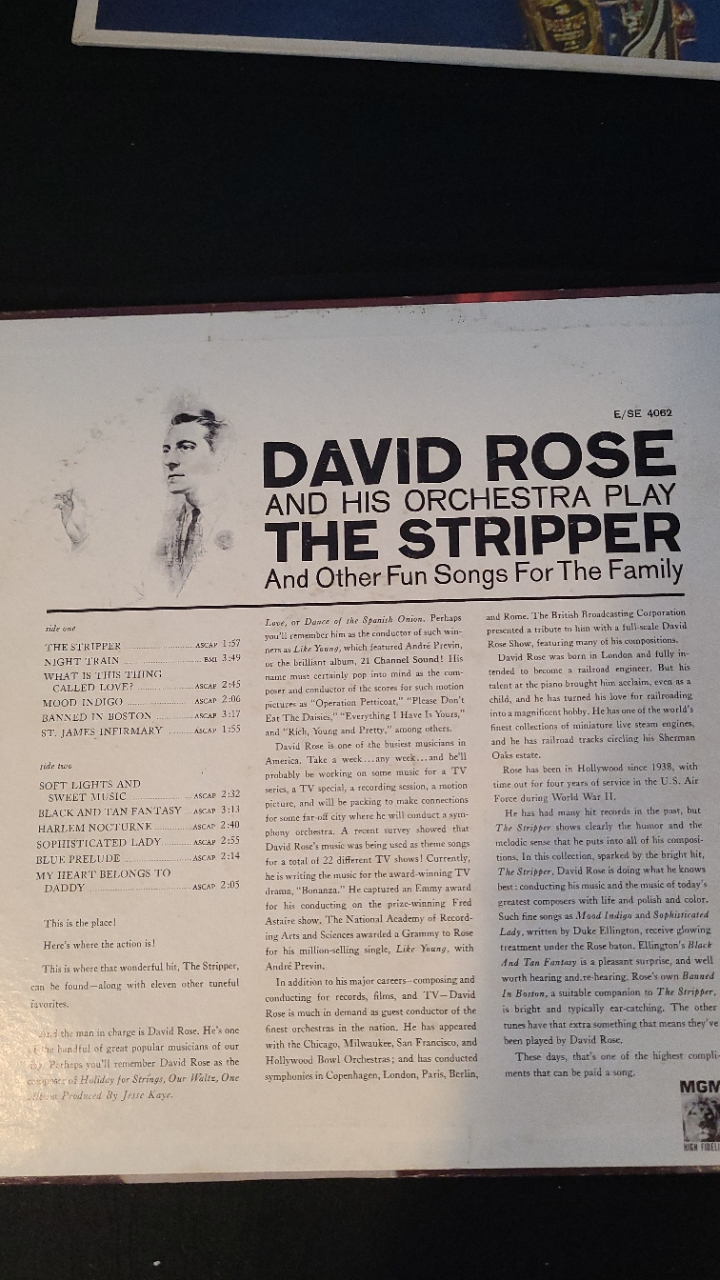 E/SE 4062
DAVID ROSE
AND HIS ORCHESTRA PLAY
THE STRIPPER
And Other Fun Songs For The Family
side one
THE STRIPPER ASCAP 1:57
NIGHT TRAIN BMI 3:49
WHAT IS THIS THING
CALLED LOVE? ASCAP 2:45
MOOD INDIGO ASCAP 2:06
BANNED IN BOSTON ASCAP 3:17
ST. JAMES INFIRMARY ASCAP 1:55
side two
SOFT LIGHTS AND
SWEET MUSIC ASCAP 2:32
BLACK AND TAN FANTASY ASCAP 3:13
HARLEM NOCTURNE ASCAP 2:40
SOPHISTICATED LADY ASCAP 2:55
BLUE PRELUDE ASCAP 2:14
MY HEART BELONGS TO
DADDY ASCAP 2:05
This is the place!
Here's where the action is!
This is where that wonderful hit, The Stripper,
can be found—along with eleven other tuneful
favorites.
And the man in charge is David Rose. He's one
of the handful of great popular musicians of our
day. Perhaps you'll remember David Rose as the
composer of Holiday for Strings, Our Waltz, One
Album Produced By Jesse Kaye.
Love, or Dance of the Spanish Onion. Perhaps
you'll remember him as the conductor of such win-
ners as Like Young, which featured André Previn,
or the brilliant album, 21 Channel Sound! His
name must certainly pop into mind as the com-
poser and conductor of the scores for such motion
pictures as "Operation Petticoat," "Please Don't
Eat The Daisies," "Everything I Have Is Yours,"
and "Rich, Young and Pretty," among others.
David Rose is one of the busiest musicians in
America. Take a week...any week...and he'll
probably be working on some music for a TV
series, a TV special, a recording session, a motion
picture, and will be packing to make connections
for some far-off city where he will conduct a sym-
phony orchestra. A recent survey showed that
David Rose's music was being used as theme songs
for a total of 22 different TV shows! Currently,
he is writing the music for the award-winning TV
drama, "Bonanza." He captured an Emmy award
for his conducting on the prize-winning Fred
Astaire show. The National Academy of Record-
ing Arts and Sciences awarded a Grammy to Rose
for his million-selling single, Like Young, with
André Previn.
In addition to his major careers—composing and
conducting for records, films, and TV—David
Rose is much in demand as guest conductor of the
finest orchestras in the nation. He has appeared
with the Chicago, Milwaukee, San Francisco, and
Hollywood Bowl Orchestras; and has conducted
symphonies in Copenhagen, London, Paris, Berlin,
and Rome. The British Broadcasting Corporation
presented a tribute to him with a full-scale David
Rose Show, featuring many of his compositions.
David Rose was born in London and fully in-
tended to become a railroad engineer. But his
talent at the piano brought him acclaim, even as a
child, and he has turned his love for railroading
into a magnificent hobby. He has one of the world's
finest collections of miniature live steam engines,
and he has railroad tracks circling his Sherman
Oaks estate.
Rose has been in Hollywood since 1938, with
time out for four years of service in the U.S. Air
Force during World War II.
He has had many hit records in the past, but
The Stripper shows clearly the humor and the
melodic sense that he puts into all of his composi-
tions. In this collection, sparked by the bright hit,
The Stripper, David Rose is doing what he knows
best: conducting his music and the music of today's
greatest composers with life and polish and color.
Such fine songs as Mood Indigo and Sophisticated
Lady, written by Duke Ellington, receive glowing
treatment under the Rose baton. Ellington's Black
And Tan Fantasy is a pleasant surprise, and well
worth hearing and re-hearing. Rose's own Banned
In Boston, a suitable companion to The Stripper,
is bright and typically ear-catching. The other
tunes have that extra something that means they've
been played by David Rose.
These days, that's one of the highest compli-
ments that can be paid a song.
MGM
HIGH FIDELI